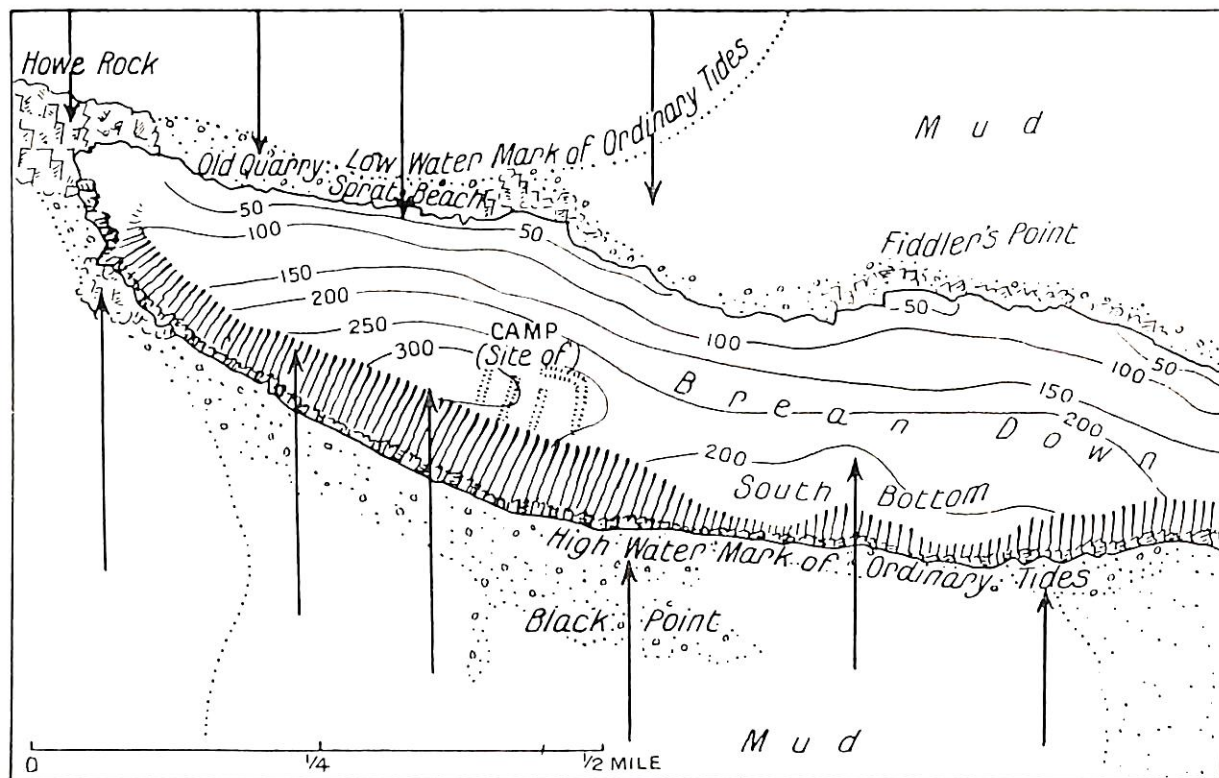 Howe Rock
Old Quarry
Low Water Mark of Ordinary Tides
Sprat Beach
Mud
Fiddler's Point
50
50
50
50
100
100
100
150
150
200
200
200
250
300
CAMP
(Site of)
Brean Down
South Bottom
High Water Mark of Ordinary Tides
Black Point
Mud
0
1/4
1/2 MILE